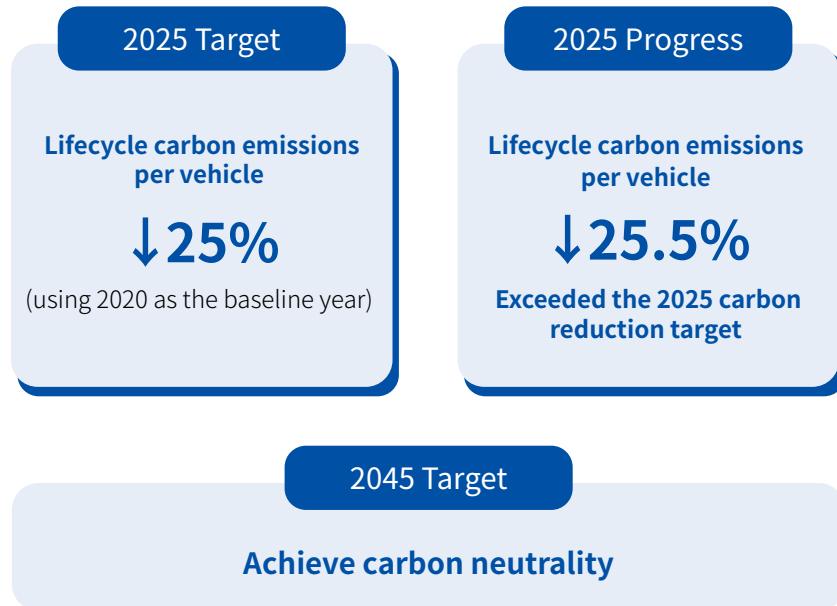 2025 Target
Lifecycle carbon emissions
per vehicle
↓25%
(using 2020 as the baseline year)
2025 Progress
Lifecycle carbon emissions
per vehicle
↓25.5%
Exceeded the 2025 carbon
reduction target
2045 Target
Achieve carbon neutrality